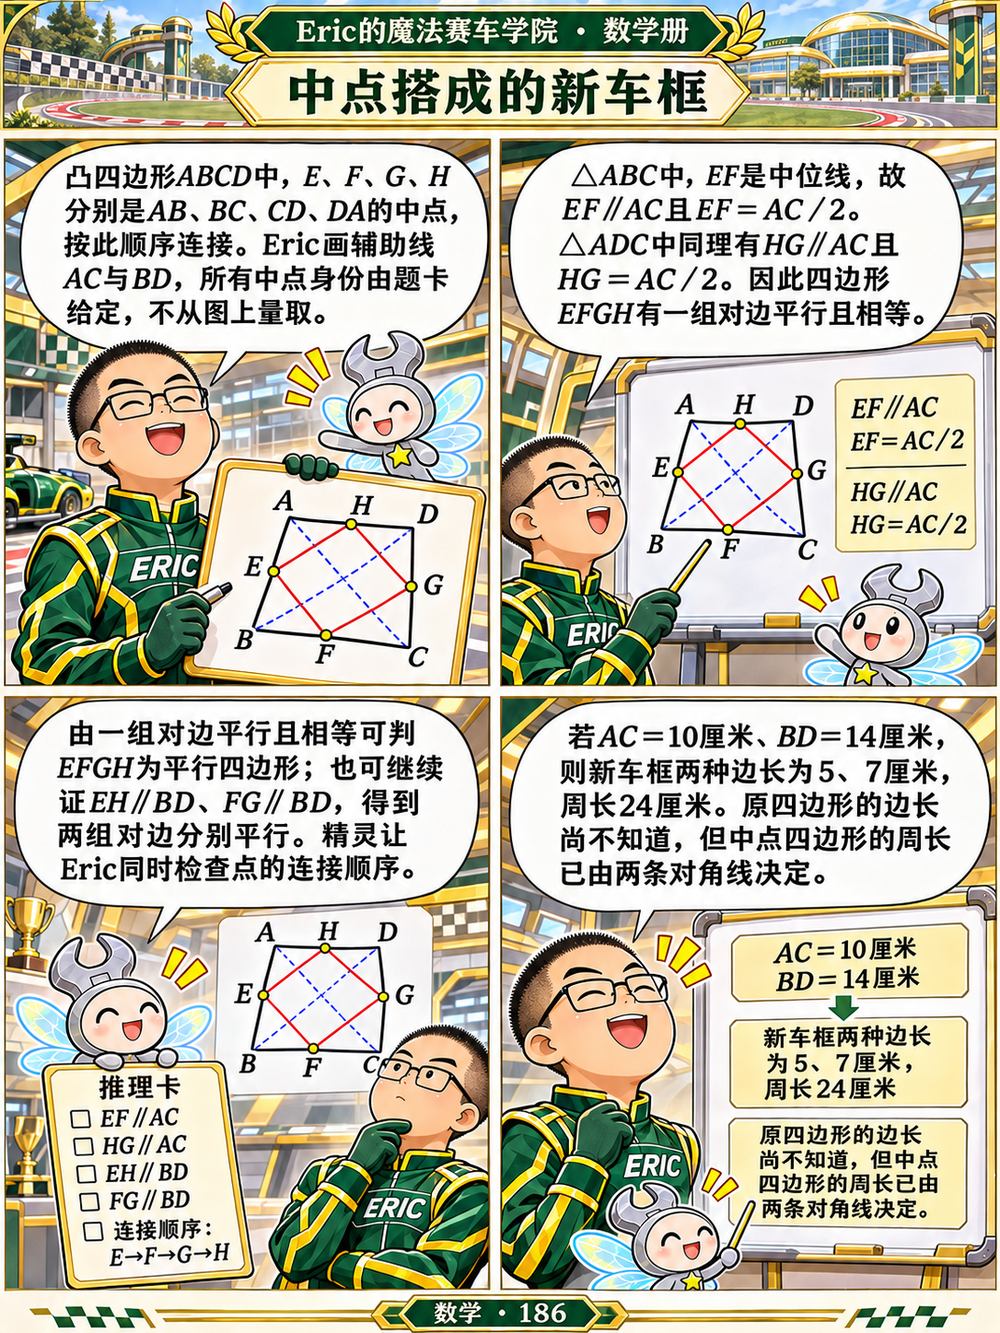 Eric的魔法赛车学院 · 数学册
中点搭成的新车框
凸四边形ABCD中，E、F、G、H
分别是AB、BC、CD、DA的中点，
按此顺序连接。Eric画辅助线
AC与BD，所有中点身份由题卡
给定，不从图上量取。
A
H
D
E
G
B
F
C
ERIC
△ABC中，EF是中位线，故
EF∥AC且EF＝AC/2。
△ADC中同理有HG∥AC且
HG＝AC/2。因此四边形
EFGH有一组对边平行且相等。
A
H
D
E
G
B
F
C
EF∥AC
EF=AC/2
HG∥AC
HG=AC/2
ERIC
由一组对边平行且相等可判
EFGH为平行四边形；也可继续
证EH∥BD、FG∥BD，得到
两组对边分别平行。精灵让
Eric同时检查点的连接顺序。
A
H
D
E
G
B
F
C
推理卡
□ EF∥AC
□ HG∥AC
□ EH∥BD
□ FG∥BD
□ 连接顺序：
E→F→G→H
ERIC
若AC＝10厘米、BD＝14厘米，
则新车框两种边长为5、7厘米，
周长24厘米。原四边形的边长
尚不知道，但中点四边形的周长
已由两条对角线决定。
AC＝10厘米
BD＝14厘米
新车框两种边长
为5、7厘米，
周长24厘米
原四边形的边长
尚不知道，但中点
四边形的周长已由
两条对角线决定。
ERIC
数学 · 186